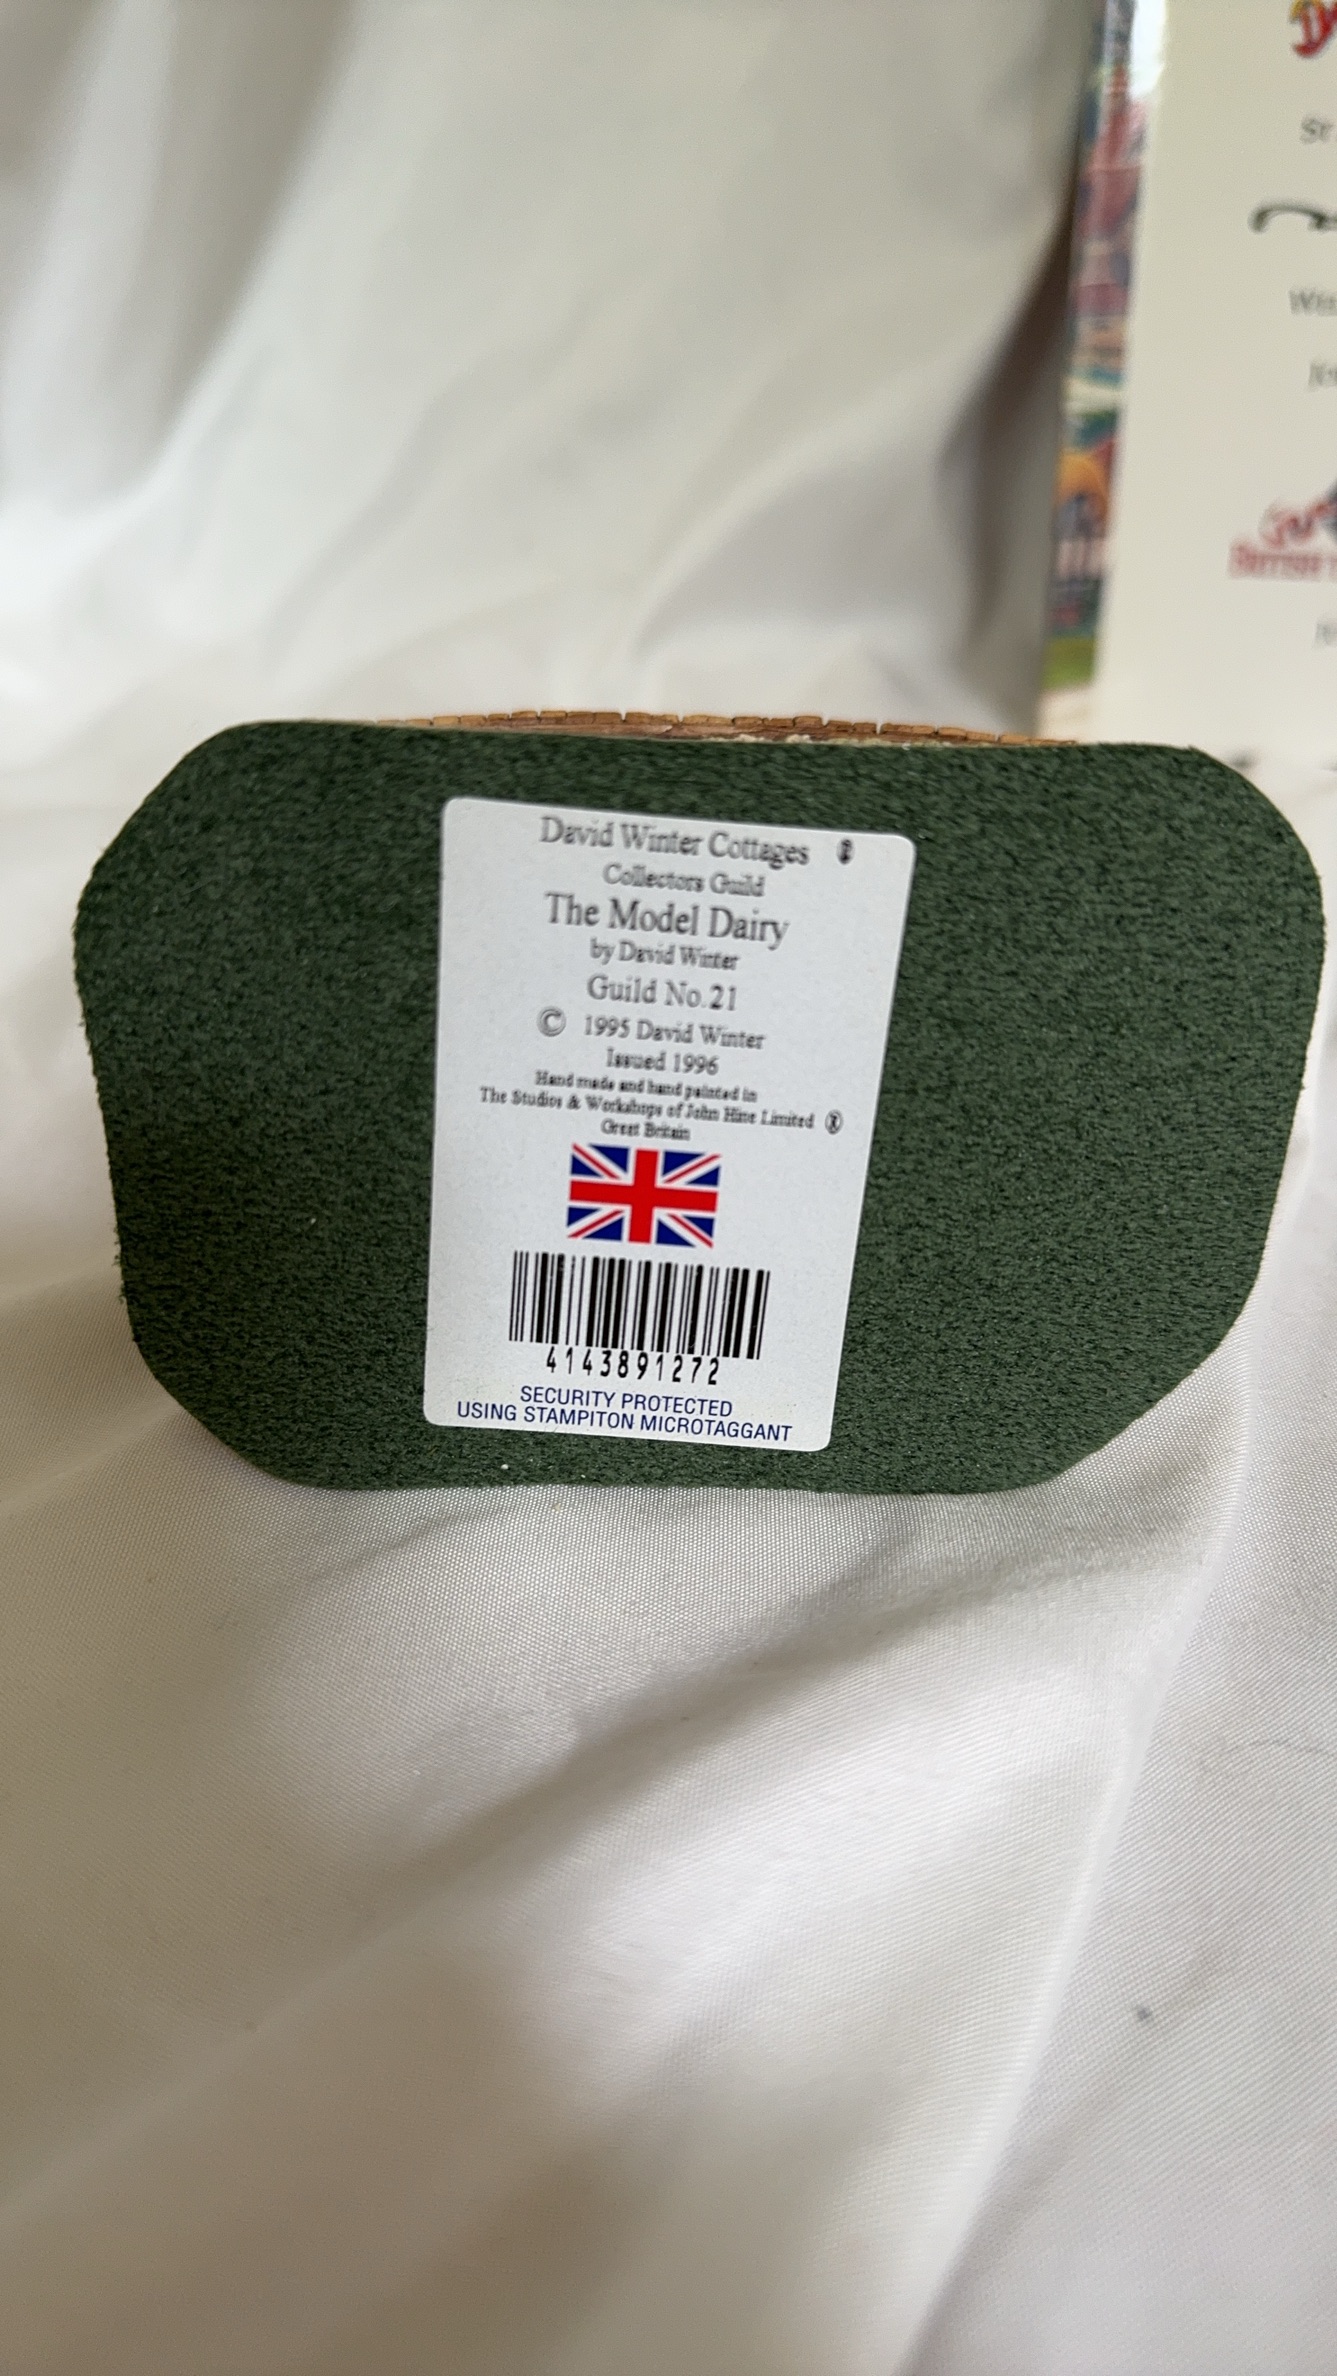 David Winter Cottages ®
Collectors Guild
The Model Dairy
by David Winter
Guild No.21
© 1995 David Winter
Issued 1996
Hand made and hand painted in
The Studios & Workshops of John Hine Limited ®
Great Britain
4143891272
SECURITY PROTECTED
USING STAMPITON MICROTAGGANT